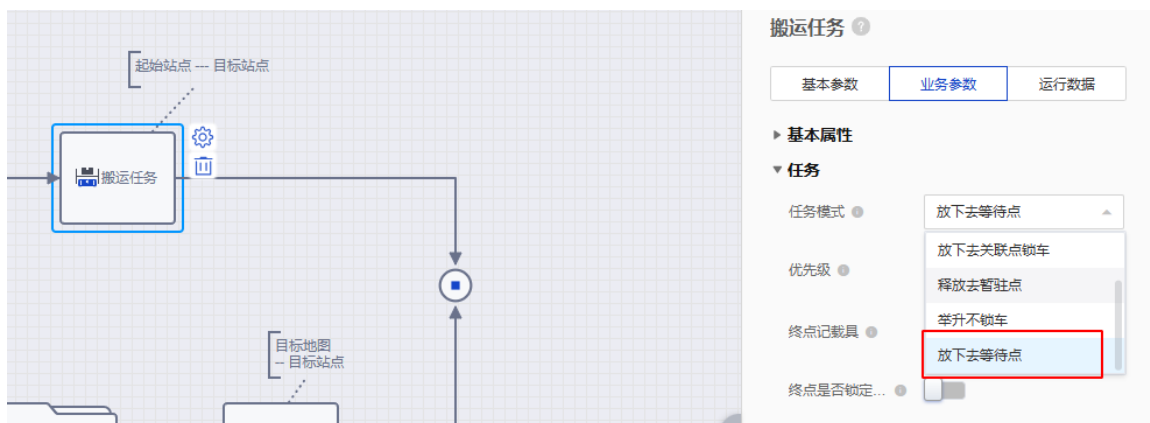 起始站点 --- 目标站点
搬运任务
目标地图
-- 目标站点
搬运任务 ?
基本参数
业务参数
运行数据
基本属性
任务
任务模式
放下去等待点
放下去关联点锁车
优先级
释放去暂驻点
举升不锁车
终点记载具
放下去等待点
终点是否锁定...